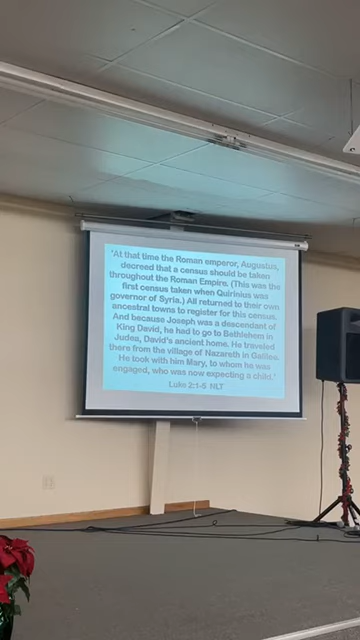 'At that time the Roman emperor, Augustus,
decreed that a census should be taken
throughout the Roman Empire. (This was the
first census taken when Quirinius was
governor of Syria.) All returned to their own
ancestral towns to register for this census.
And because Joseph was a descendant of
King David, he had to go to Bethlehem in
Judea, David's ancient home. He traveled
there from the village of Nazareth in Galilee.
He took with him Mary, to whom he was
engaged, who was now expecting a child.'
Luke 2:1-5 NLT